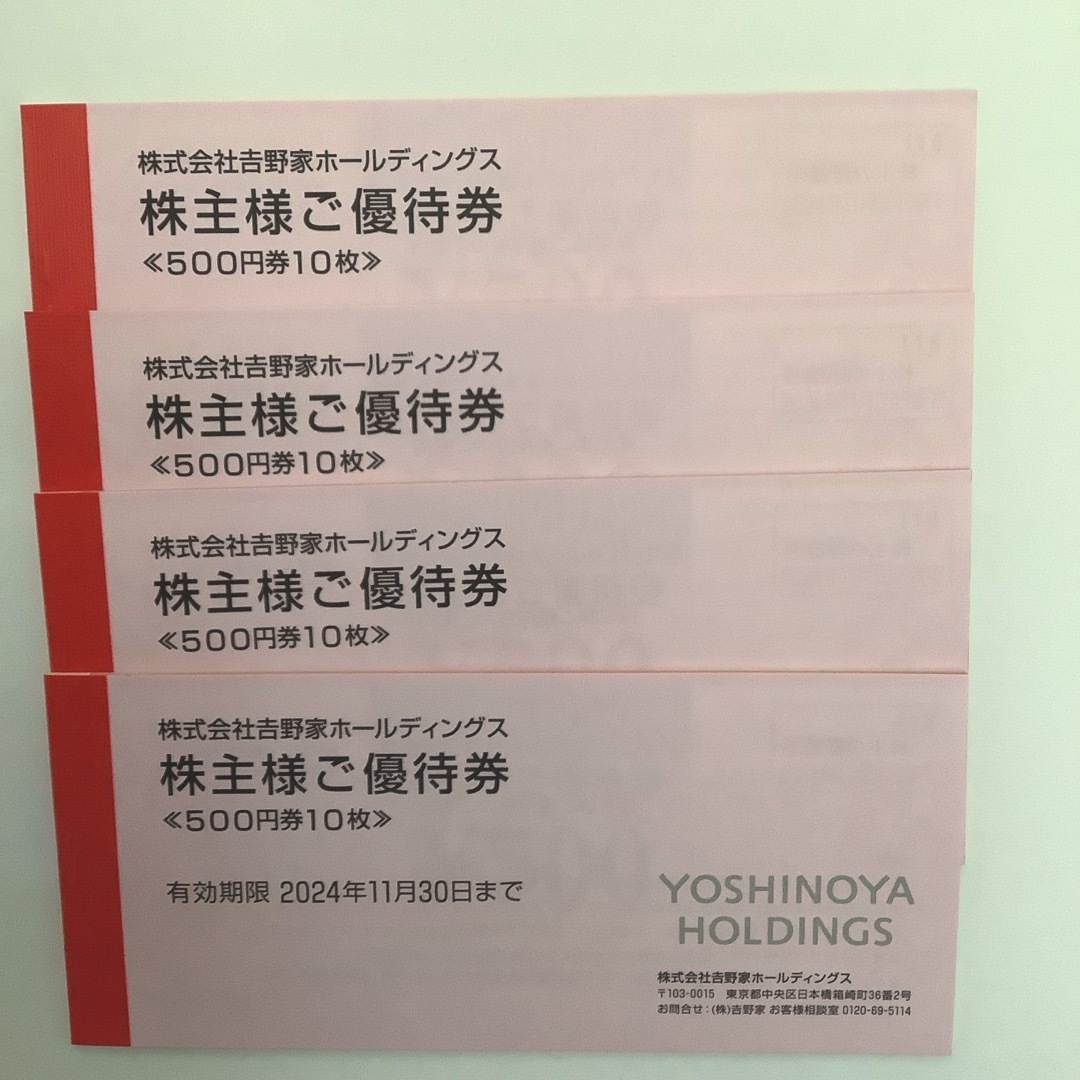 株式会社𠮷野家ホールディングス
株主様ご優待券
≪500円券10枚≫
株式会社𠮷野家ホールディングス
株主様ご優待券
≪500円券10枚≫
株式会社𠮷野家ホールディングス
株主様ご優待券
≪500円券10枚≫
株式会社𠮷野家ホールディングス
株主様ご優待券
≪500円券10枚≫
有効期限 2024年11月30日まで
YOSHINOYA
HOLDINGS
株式会社𠮷野家ホールディングス
〒103-0015 東京都中央区日本橋箱崎町36番2号
お問合せ：(株)𠮷野家 お客様相談室 0120-69-5114